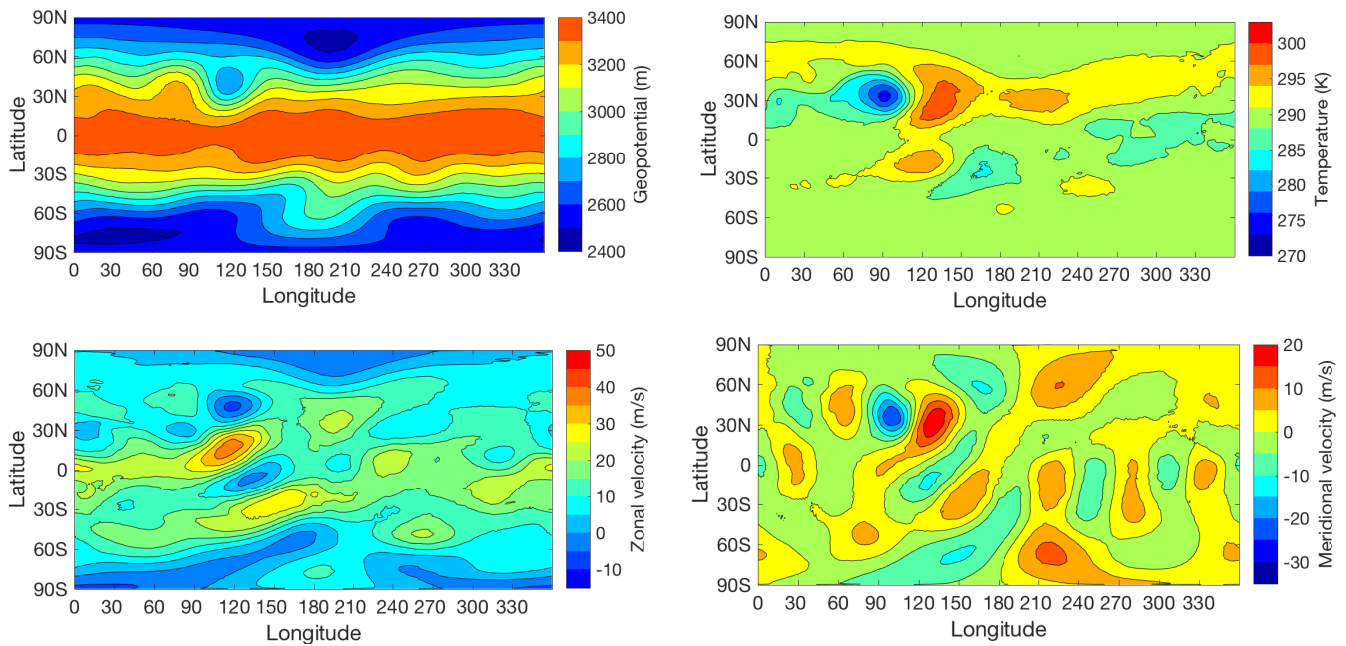 90N
60N
30N
0
30S
60S
90S
Latitude
0 30 60 90 120 150 180 210 240 270 300 330
Longitude
3400
3200
3000
2800
2600
2400
Geopotential (m)
90N
60N
30N
0
30S
60S
90S
Latitude
0 30 60 90 120 150 180 210 240 270 300 330
Longitude
300
295
290
285
280
275
270
Temperature (K)
90N
60N
30N
0
30S
60S
90S
Latitude
0 30 60 90 120 150 180 210 240 270 300 330
Longitude
50
40
30
20
10
0
-10
Zonal velocity (m/s)
90N
60N
30N
0
30S
60S
90S
Latitude
0 30 60 90 120 150 180 210 240 270 300 330
Longitude
20
10
0
-10
-20
-30
Meridional velocity (m/s)